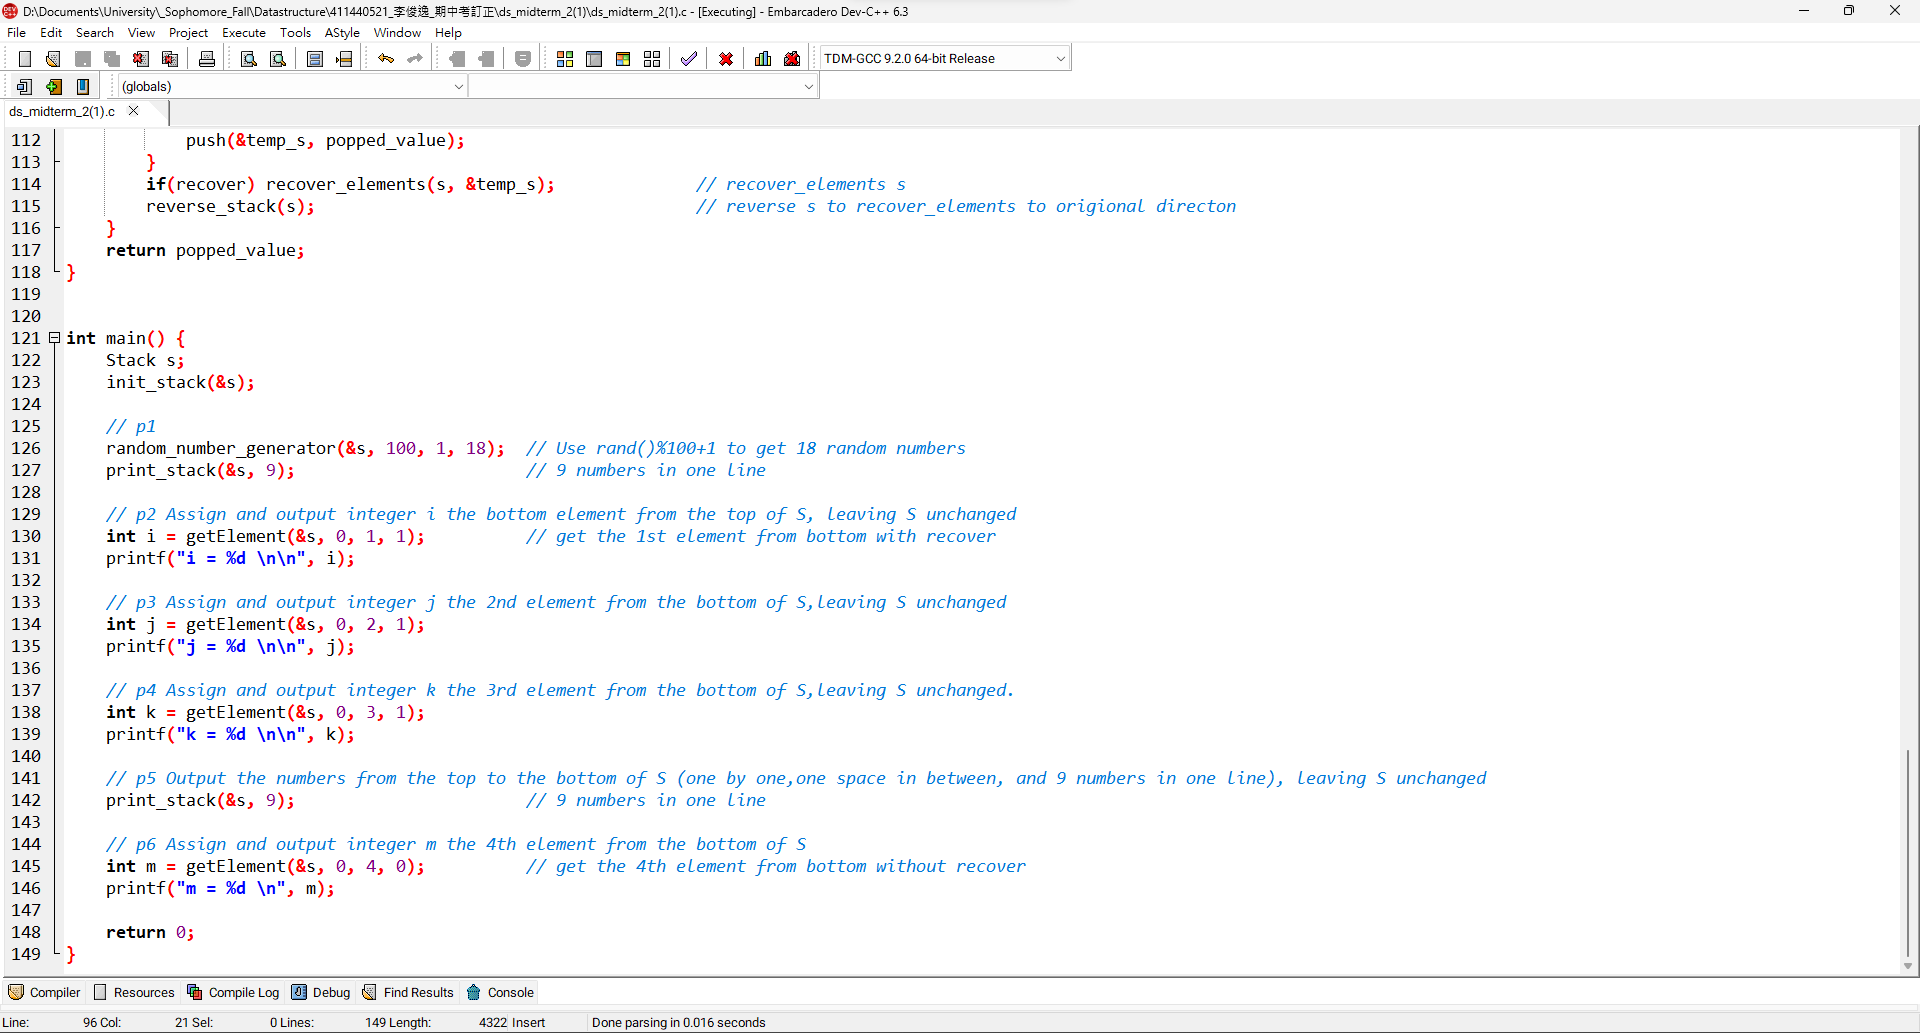 D:\Documents\University\_Sophomore_Fall\Datastructure\411440521_李俊逸_期中考訂正\ds_midterm_2(1)\ds_midterm_2(1).c - [Executing] - Embarcadero Dev-C++ 6.3
File Edit Search View Project Execute Tools AStyle Window Help
TDM-GCC 9.2.0 64-bit Release
(globals)
ds_midterm_2(1).c
112 push(&temp_s, popped_value);
113 }
114 if(recover) recover_elements(s, &temp_s); // recover_elements s
115 reverse_stack(s); // reverse s to recover_elements to origional directon
116 }
117 return popped_value;
118 }
119
120
121 int main() {
122 Stack s;
123 init_stack(&s);
124
125 // p1
126 random_number_generator(&s, 100, 1, 18); // Use rand()%100+1 to get 18 random numbers
127 print_stack(&s, 9); // 9 numbers in one line
128
129 // p2 Assign and output integer i the bottom element from the top of S, leaving S unchanged
130 int i = getElement(&s, 0, 1, 1); // get the 1st element from bottom with recover
131 printf("i = %d \n\n", i);
132
133 // p3 Assign and output integer j the 2nd element from the bottom of S,leaving S unchanged
134 int j = getElement(&s, 0, 2, 1);
135 printf("j = %d \n\n", j);
136
137 // p4 Assign and output integer k the 3rd element from the bottom of S,leaving S unchanged.
138 int k = getElement(&s, 0, 3, 1);
139 printf("k = %d \n\n", k);
140
141 // p5 Output the numbers from the top to the bottom of S (one by one,one space in between, and 9 numbers in one line), leaving S unchanged
142 print_stack(&s, 9); // 9 numbers in one line
143
144 // p6 Assign and output integer m the 4th element from the bottom of S
145 int m = getElement(&s, 0, 4, 0); // get the 4th element from bottom without recover
146 printf("m = %d \n", m);
147
148 return 0;
149 }
Compiler Resources Compile Log Debug Find Results Console
Line: 96 Col: 21 Sel: 0 Lines: 149 Length: 4322 Insert Done parsing in 0.016 seconds